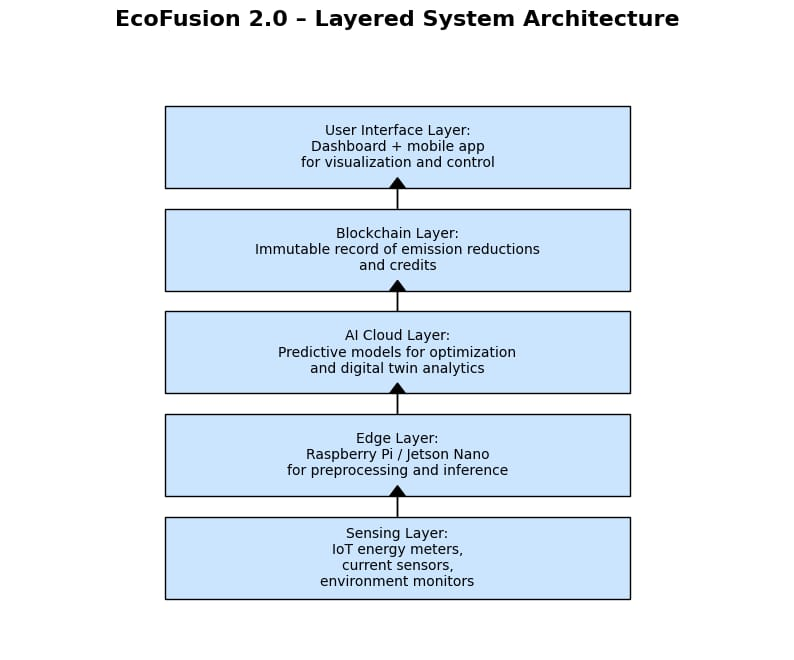 EcoFusion 2.0 – Layered System Architecture
User Interface Layer:
Dashboard + mobile app
for visualization and control
Blockchain Layer:
Immutable record of emission reductions
and credits
AI Cloud Layer:
Predictive models for optimization
and digital twin analytics
Edge Layer:
Raspberry Pi / Jetson Nano
for preprocessing and inference
Sensing Layer:
IoT energy meters,
current sensors,
environment monitors